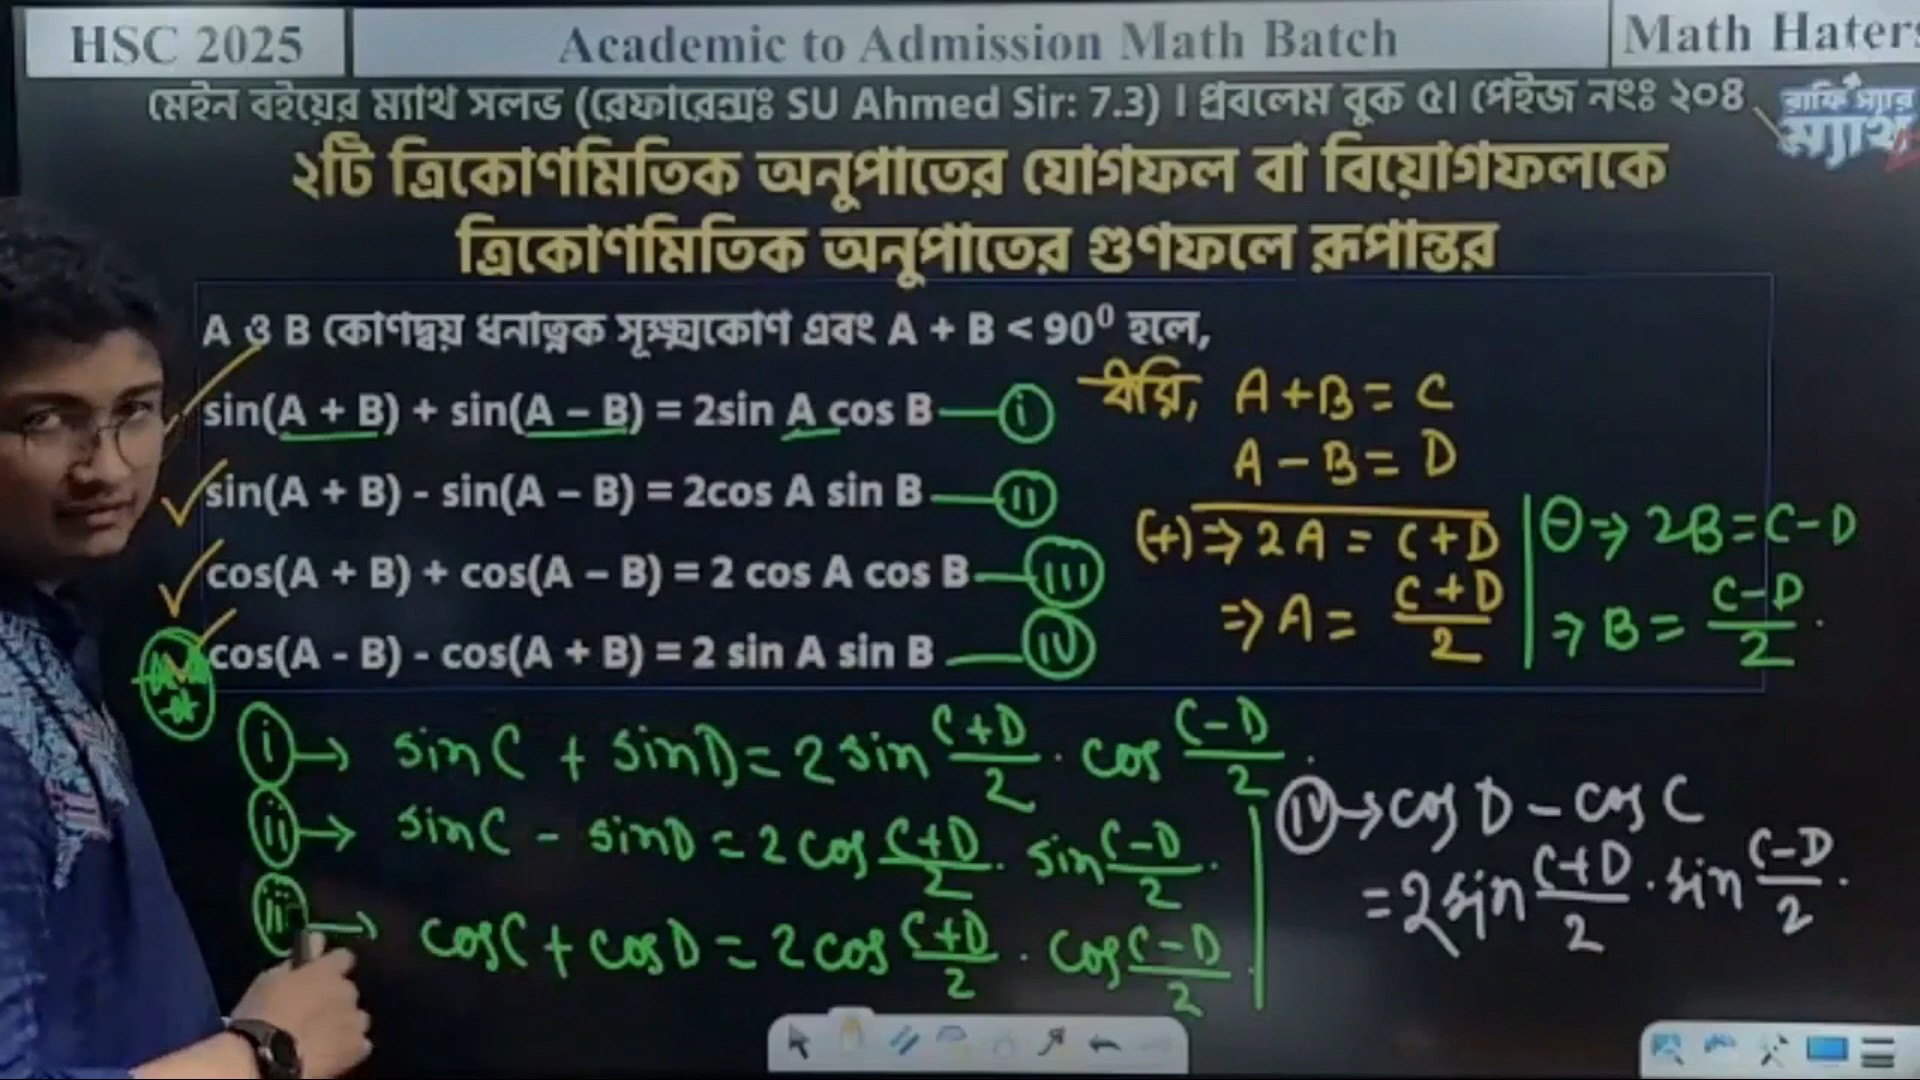 HSC 2025
Academic to Admission Math Batch
Math Haters
মেইন বইয়ের ম্যাথ সলভ (রেফারেন্সঃ SU Ahmed Sir: 7.3) । প্রবলেম বুক ৫। পেইজ নংঃ ২০৪
রাফি স্যার
ম্যাথ
২টি ত্রিকোণমিতিক অনুপাতের যোগফল বা বিয়োগফলকে
ত্রিকোণমিতিক অনুপাতের গুণফলে রূপান্তর
A ও B কোণদ্বয় ধনাত্নক সূক্ষ্মকোণ এবং A + B < 90⁰ হলে,
sin(A + B) + sin(A – B) = 2sin A cos B — i
sin(A + B) - sin(A – B) = 2cos A sin B — ii
cos(A + B) + cos(A – B) = 2 cos A cos B — iii
cos(A - B) - cos(A + B) = 2 sin A sin B — iv
ধরি, A + B = C
A − B = D
(+) ⇒ 2A = C + D
⇒ A = (C + D)/2
⊖ ⇒ 2B = C − D
⇒ B = (C − D)/2
i → sin C + sin D = 2 sin (C + D)/2 . cos (C − D)/2 .
ii → sin C − sin D = 2 cos (C + D)/2 . sin (C − D)/2 .
iii → cos C + cos D = 2 cos (C + D)/2 . cos (C − D)/2 .
iv → cos D − cos C
= 2 sin (C + D)/2 . sin (C − D)/2 .